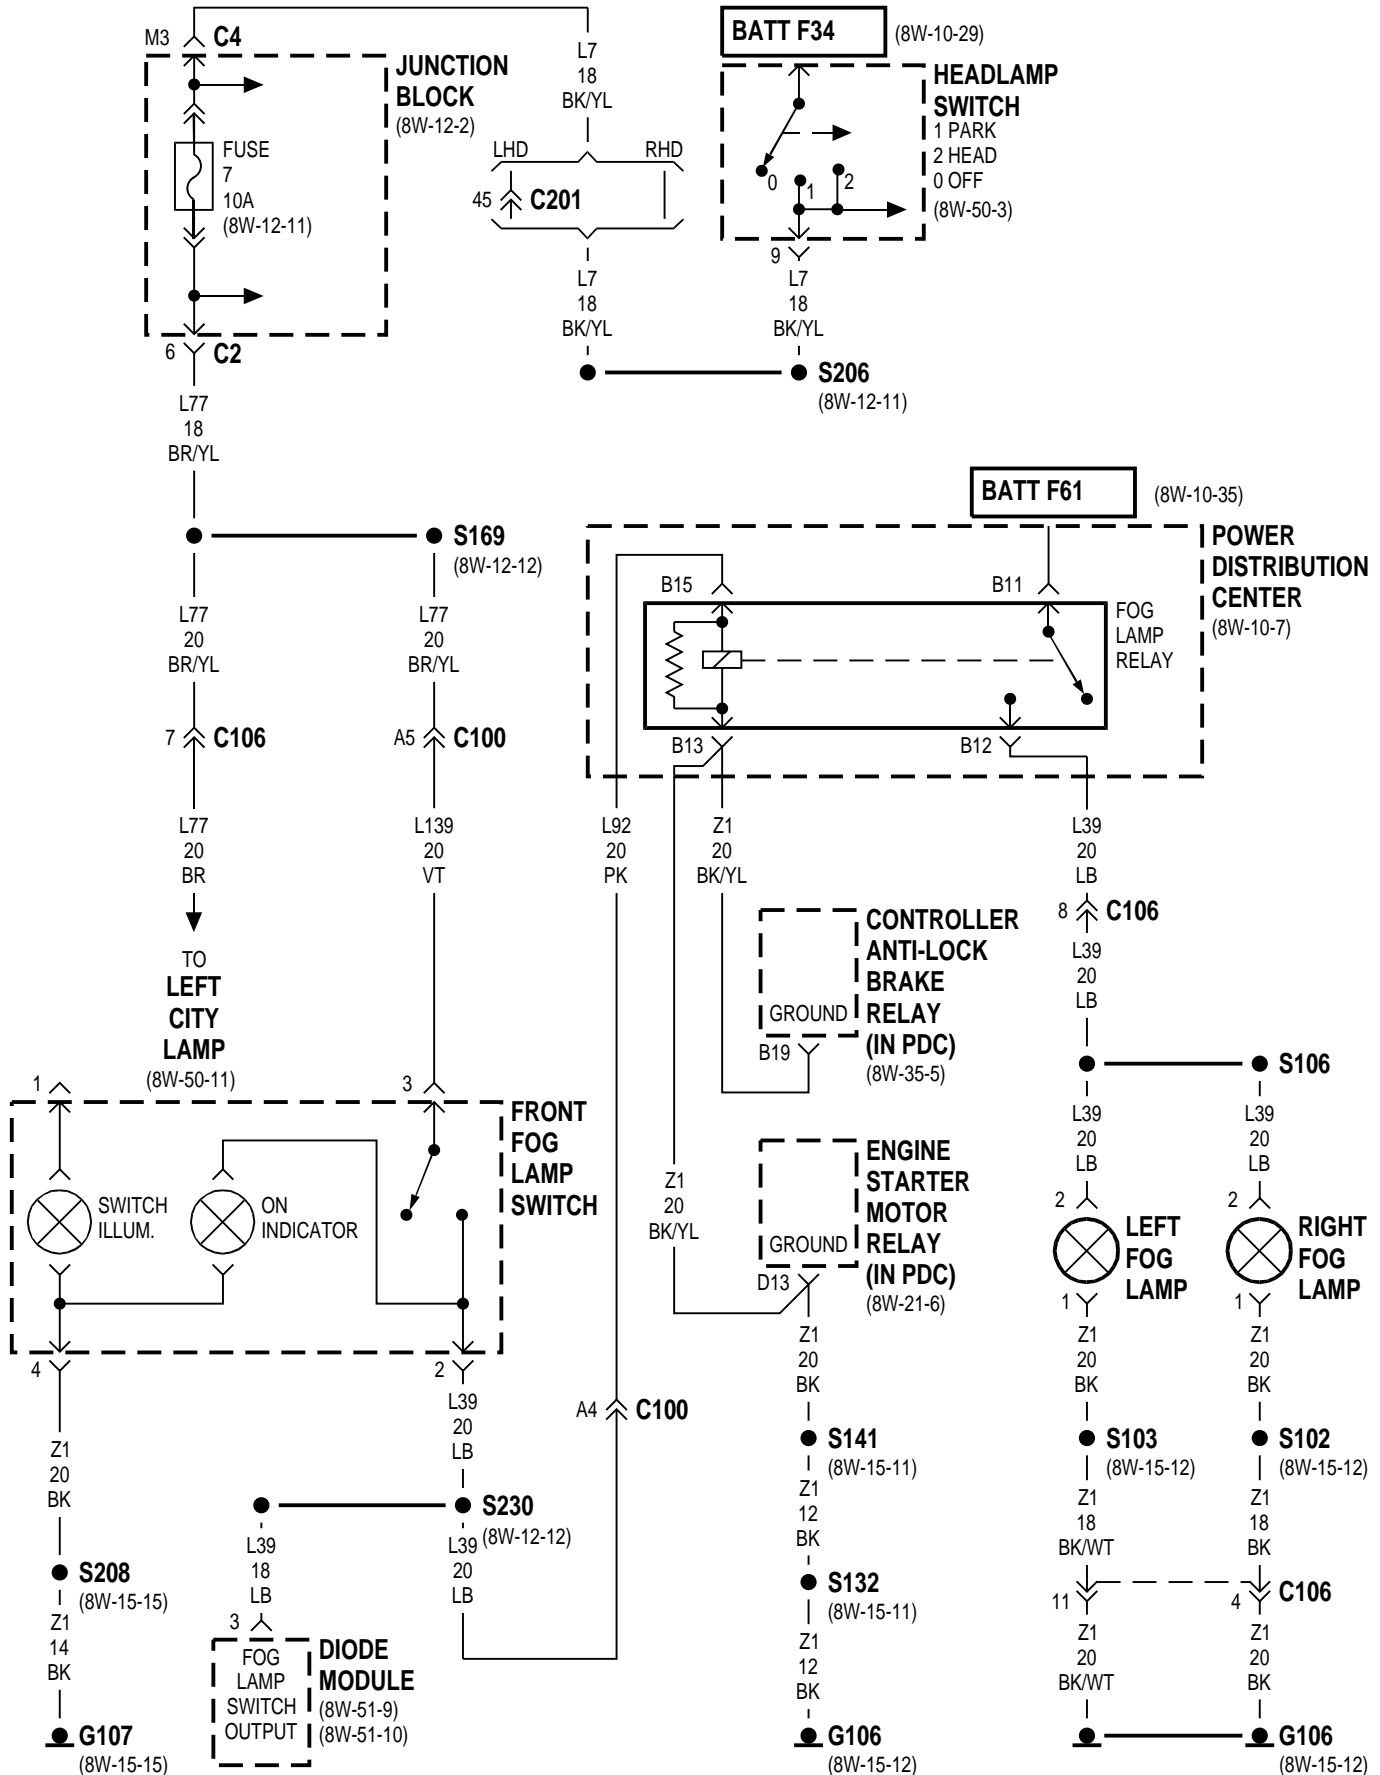 M3
C4
JUNCTION
BLOCK
(8W-12-2)
FUSE
7
10A
(8W-12-11)
6
C2
L7
18
BK/YL
LHD
RHD
45
C201
L7
18
BK/YL
BATT F34
(8W-10-29)
HEADLAMP
SWITCH
1 PARK
2 HEAD
0 OFF
(8W-50-3)
0
1
2
9
L7
18
BK/YL
S206
(8W-12-11)
L77
18
BR/YL
S169
(8W-12-12)
L77
20
BR/YL
L77
20
BR/YL
7
C106
A5
C100
L77
20
BR
L139
20
VT
TO
LEFT
CITY
LAMP
(8W-50-11)
BATT F61
(8W-10-35)
POWER
DISTRIBUTION
CENTER
(8W-10-7)
B15
B11
FOG
LAMP
RELAY
B13
B12
L92
20
PK
Z1
20
BK/YL
L39
20
LB
8
C106
L39
20
LB
S106
CONTROLLER
ANTI-LOCK
BRAKE
RELAY
(IN PDC)
(8W-35-5)
GROUND
B19
1
3
FRONT
FOG
LAMP
SWITCH
SWITCH
ILLUM.
ON
INDICATOR
4
2
Z1
20
BK/YL
ENGINE
STARTER
MOTOR
RELAY
(IN PDC)
(8W-21-6)
GROUND
D13
L39
20
LB
L39
20
LB
2
2
LEFT
FOG
LAMP
RIGHT
FOG
LAMP
1
1
Z1
20
BK
L39
20
LB
A4
C100
Z1
20
BK
Z1
20
BK
Z1
20
BK
S141
(8W-15-11)
S103
(8W-15-12)
S102
(8W-15-12)
S230
(8W-12-12)
L39
18
LB
L39
20
LB
Z1
12
BK
Z1
18
BK/WT
Z1
18
BK
S208
(8W-15-15)
S132
(8W-15-11)
11
4
C106
Z1
14
BK
3
FOG
LAMP
SWITCH
OUTPUT
DIODE
MODULE
(8W-51-9)
(8W-51-10)
Z1
12
BK
Z1
20
BK/WT
Z1
20
BK
G107
(8W-15-15)
G106
(8W-15-12)
G106
(8W-15-12)